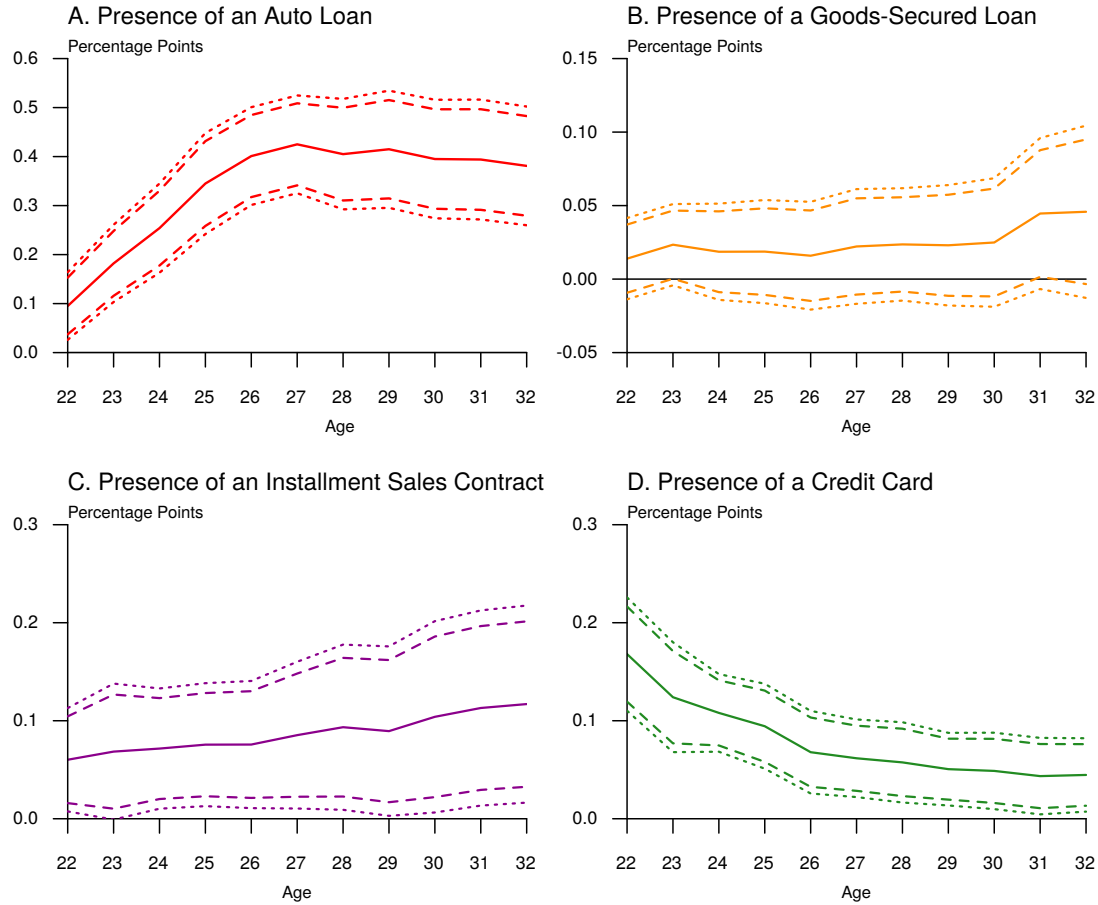 A. Presence of an Auto Loan
Percentage Points
0.6
0.5
0.4
0.3
0.2
0.1
0.0
22 23 24 25 26 27 28 29 30 31 32
Age
B. Presence of a Goods-Secured Loan
Percentage Points
0.15
0.10
0.05
0.00
-0.05
22 23 24 25 26 27 28 29 30 31 32
Age
C. Presence of an Installment Sales Contract
Percentage Points
0.3
0.2
0.1
0.0
22 23 24 25 26 27 28 29 30 31 32
Age
D. Presence of a Credit Card
Percentage Points
0.3
0.2
0.1
0.0
22 23 24 25 26 27 28 29 30 31 32
Age